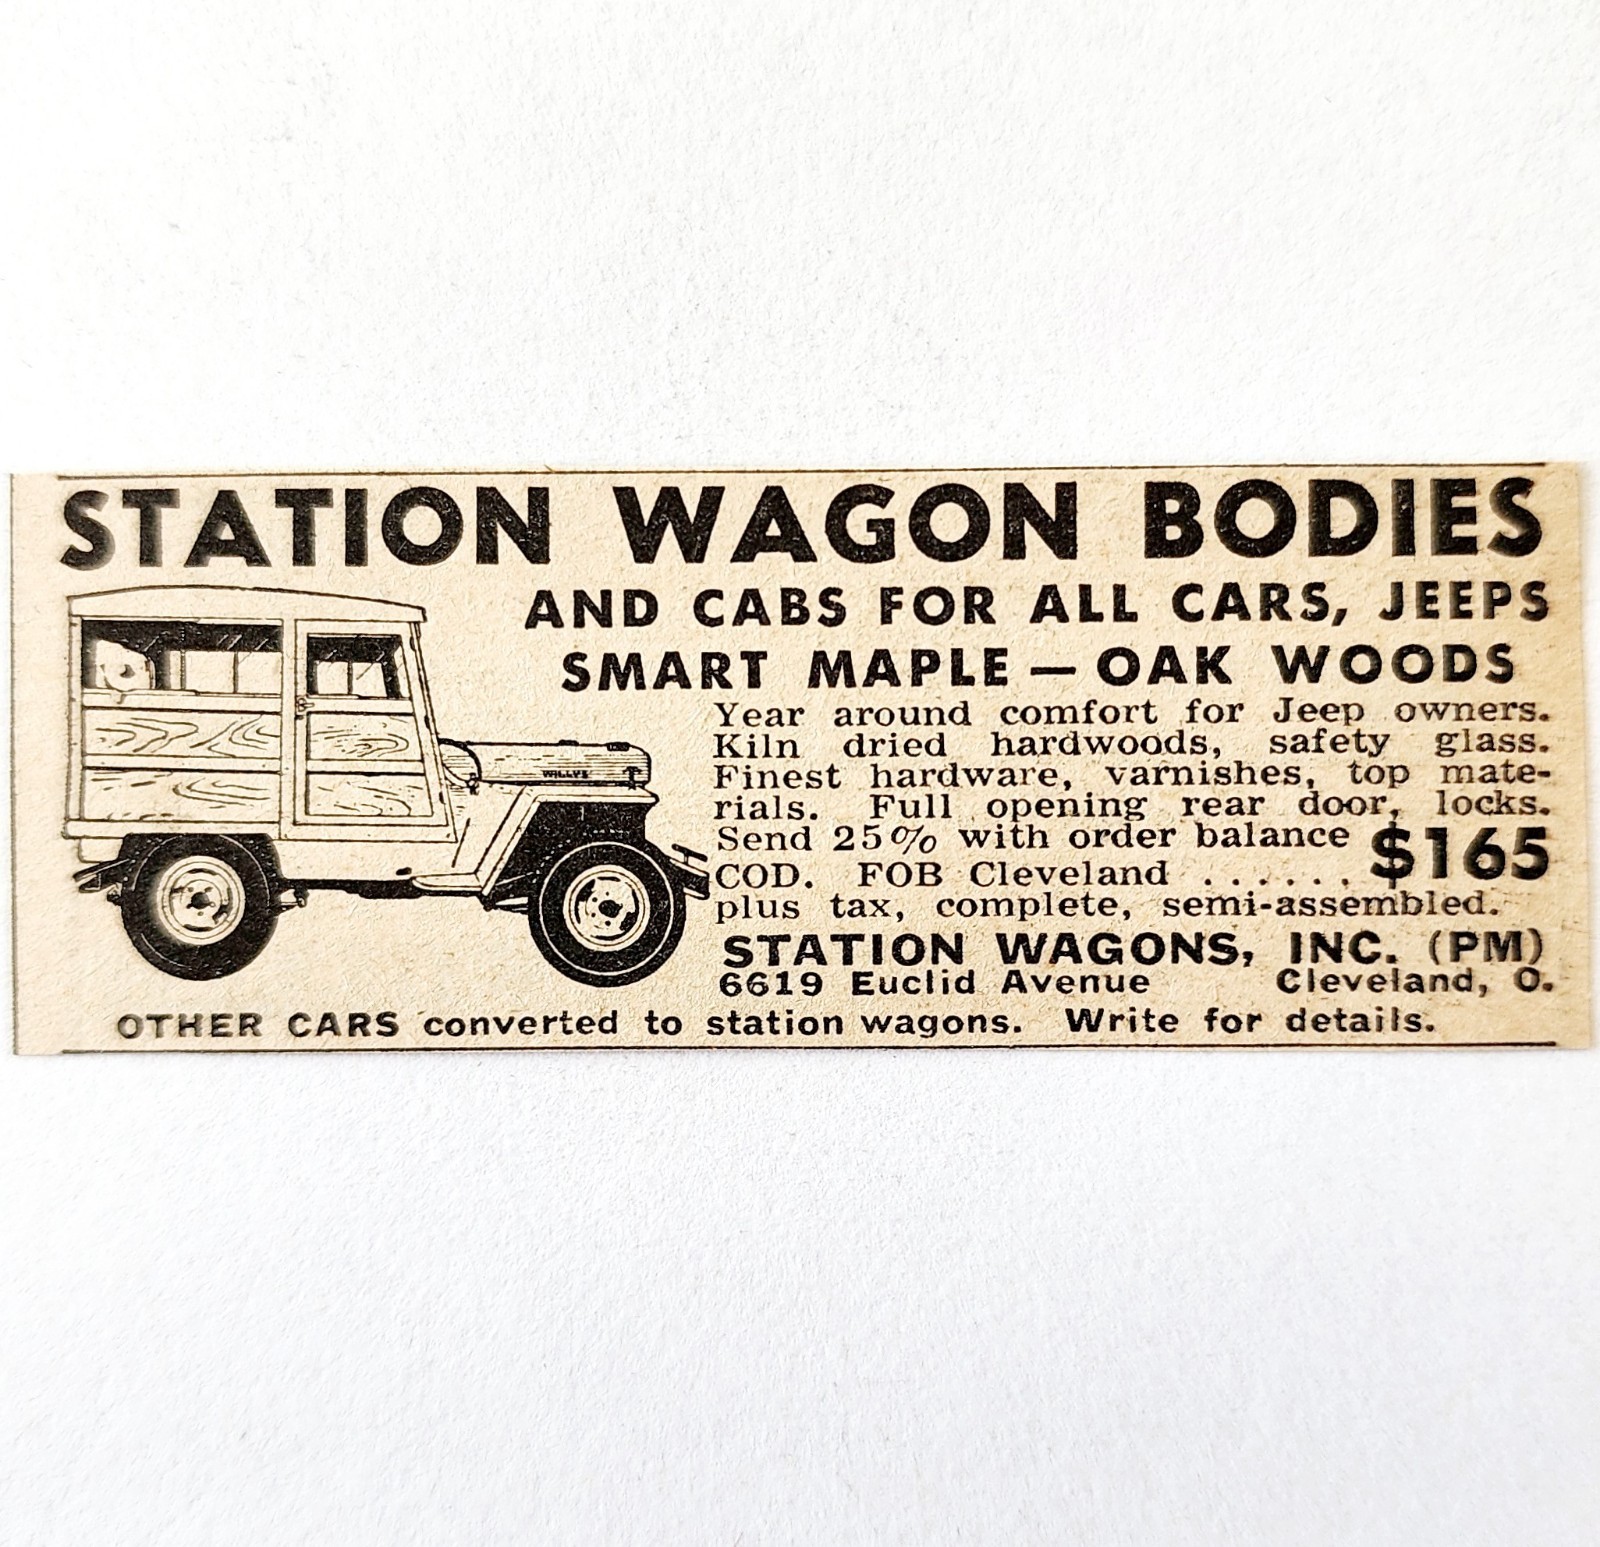 STATION WAGON BODIES
AND CABS FOR ALL CARS, JEEPS
SMART MAPLE — OAK WOODS
Year around comfort for Jeep owners.
Kiln dried hardwoods, safety glass.
Finest hardware, varnishes, top mate-
rials. Full opening rear door, locks.
Send 25% with order balance
COD. FOB Cleveland ...... $165
plus tax, complete, semi-assembled.
WILLYS
STATION WAGONS, INC. (PM)
6619 Euclid Avenue Cleveland, O.
OTHER CARS converted to station wagons. Write for details.